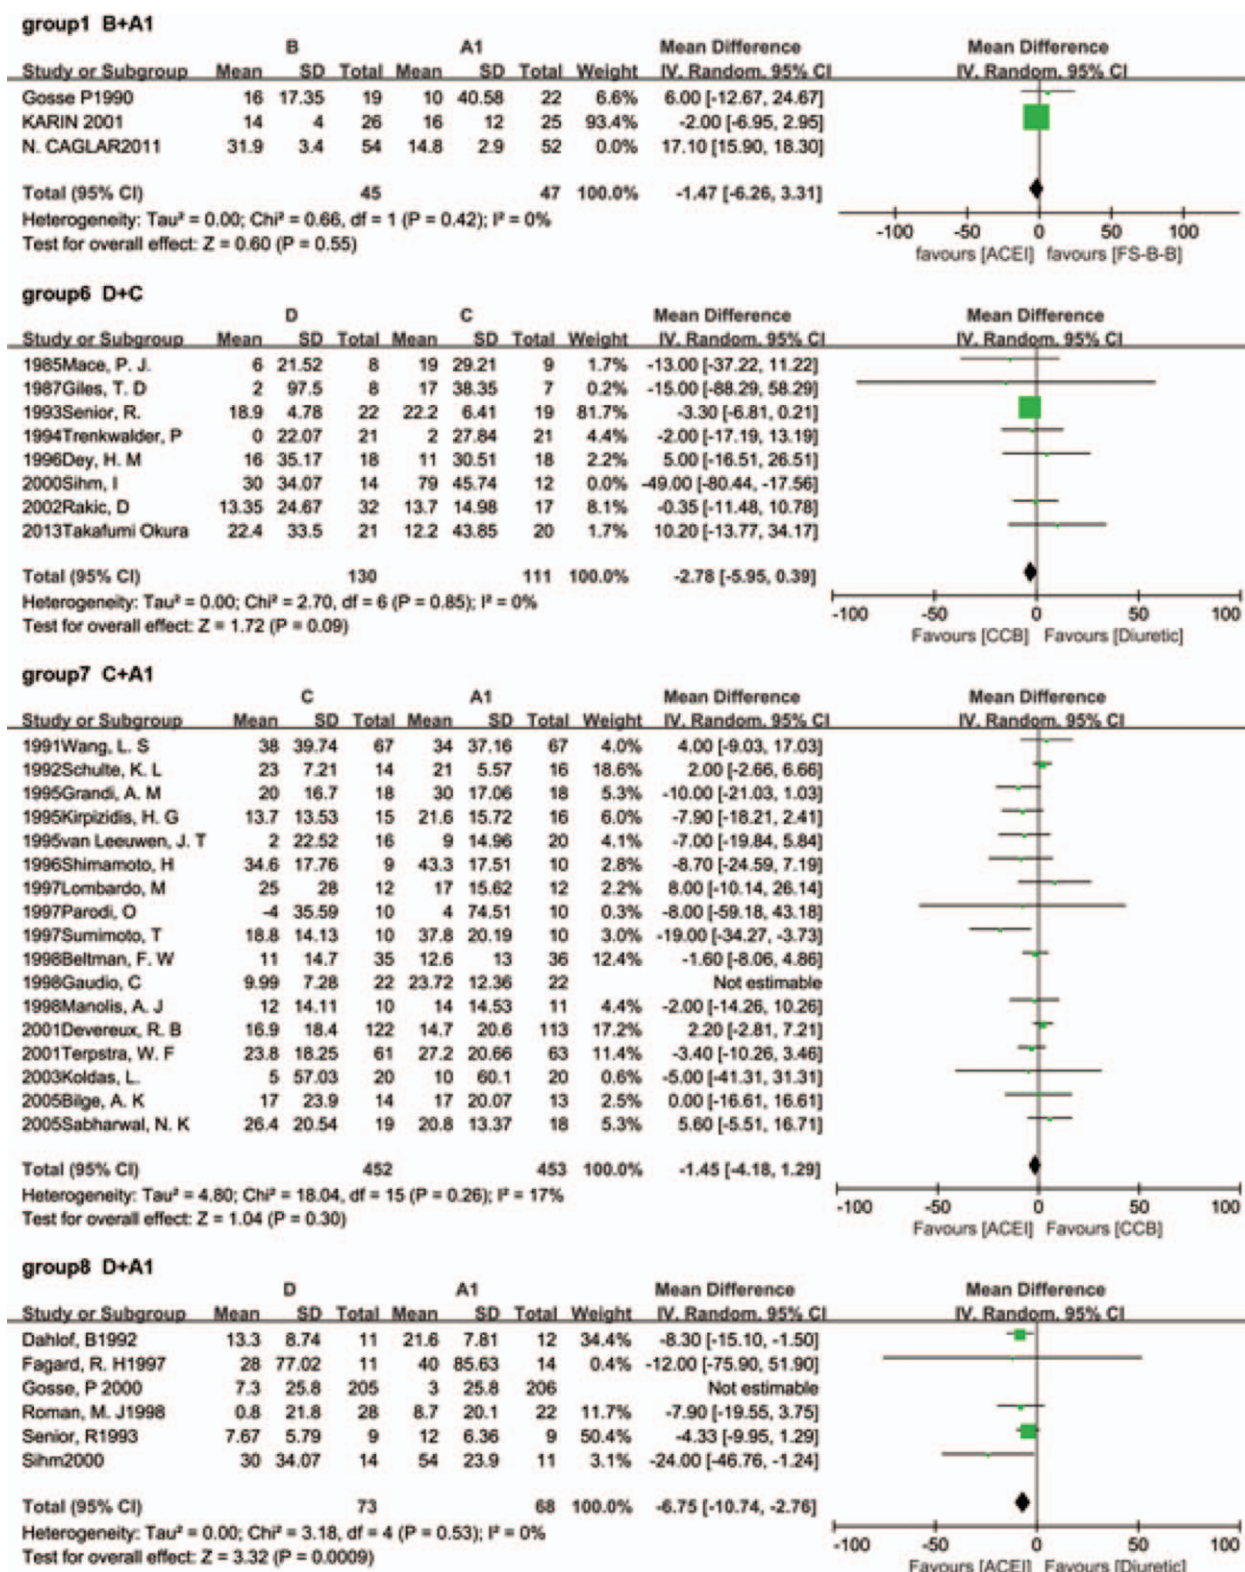 group1 B+A1
B A1 Mean Difference Mean Difference
Study or Subgroup Mean SD Total Mean SD Total Weight IV. Random. 95% CI IV. Random. 95% CI
Gosse P1990 16 17.35 19 10 40.58 22 6.6% 6.00 [-12.67, 24.67]
KARIN 2001 14 4 26 16 12 25 93.4% -2.00 [-6.95, 2.95]
N. CAGLAR2011 31.9 3.4 54 14.8 2.9 52 0.0% 17.10 [15.90, 18.30]
Total (95% CI) 45 47 100.0% -1.47 [-6.26, 3.31]
Heterogeneity: Tau² = 0.00; Chi² = 0.66, df = 1 (P = 0.42); I² = 0%
Test for overall effect: Z = 0.60 (P = 0.55)
-100 -50 0 50 100
favours [ACEI] favours [FS-B-B]
group6 D+C
D C Mean Difference Mean Difference
Study or Subgroup Mean SD Total Mean SD Total Weight IV. Random. 95% CI IV. Random. 95% CI
1985Mace, P. J. 6 21.52 8 19 29.21 9 1.7% -13.00 [-37.22, 11.22]
1987Giles, T. D 2 97.5 8 17 38.35 7 0.2% -15.00 [-88.29, 58.29]
1993Senior, R. 18.9 4.78 22 22.2 6.41 19 81.7% -3.30 [-6.81, 0.21]
1994Trenkwalder, P 0 22.07 21 2 27.84 21 4.4% -2.00 [-17.19, 13.19]
1996Dey, H. M 16 35.17 18 11 30.51 18 2.2% 5.00 [-16.51, 26.51]
2000Sihm, I 30 34.07 14 79 45.74 12 0.0% -49.00 [-80.44, -17.56]
2002Rakic, D 13.35 24.67 32 13.7 14.98 17 8.1% -0.35 [-11.48, 10.78]
2013Takafumi Okura 22.4 33.5 21 12.2 43.85 20 1.7% 10.20 [-13.77, 34.17]
Total (95% CI) 130 111 100.0% -2.78 [-5.95, 0.39]
Heterogeneity: Tau² = 0.00; Chi² = 2.70, df = 6 (P = 0.85); I² = 0%
Test for overall effect: Z = 1.72 (P = 0.09)
-100 -50 0 50 100
Favours [CCB] Favours [Diuretic]
group7 C+A1
C A1 Mean Difference Mean Difference
Study or Subgroup Mean SD Total Mean SD Total Weight IV. Random. 95% CI IV. Random. 95% CI
1991Wang, L. S 38 39.74 67 34 37.16 67 4.0% 4.00 [-9.03, 17.03]
1992Schulte, K. L 23 7.21 14 21 5.57 16 18.6% 2.00 [-2.66, 6.66]
1995Grandi, A. M 20 16.7 18 30 17.06 18 5.3% -10.00 [-21.03, 1.03]
1995Kirpizidis, H. G 13.7 13.53 15 21.6 15.72 16 6.0% -7.90 [-18.21, 2.41]
1995van Leeuwen, J. T 2 22.52 16 9 14.96 20 4.1% -7.00 [-19.84, 5.84]
1996Shimamoto, H 34.6 17.76 9 43.3 17.51 10 2.8% -8.70 [-24.59, 7.19]
1997Lombardo, M 25 28 12 17 15.62 12 2.2% 8.00 [-10.14, 26.14]
1997Parodi, O -4 35.59 10 4 74.51 10 0.3% -8.00 [-59.18, 43.18]
1997Sumimoto, T 18.8 14.13 10 37.8 20.19 10 3.0% -19.00 [-34.27, -3.73]
1998Beltman, F. W 11 14.7 35 12.6 13 36 12.4% -1.60 [-8.06, 4.86]
1998Gaudio, C 9.99 7.28 22 23.72 12.36 22 Not estimable
1998Manolis, A. J 12 14.11 10 14 14.53 11 4.4% -2.00 [-14.26, 10.26]
2001Devereux, R. B 16.9 18.4 122 14.7 20.6 113 17.2% 2.20 [-2.81, 7.21]
2001Terpstra, W. F 23.8 18.25 61 27.2 20.66 63 11.4% -3.40 [-10.26, 3.46]
2003Koldas, L. 5 57.03 20 10 60.1 20 0.6% -5.00 [-41.31, 31.31]
2005Bilge, A. K 17 23.9 14 17 20.07 13 2.5% 0.00 [-16.61, 16.61]
2005Sabharwal, N. K 26.4 20.54 19 20.8 13.37 18 5.3% 5.60 [-5.51, 16.71]
Total (95% CI) 452 453 100.0% -1.45 [-4.18, 1.29]
Heterogeneity: Tau² = 4.80; Chi² = 18.04, df = 15 (P = 0.26); I² = 17%
Test for overall effect: Z = 1.04 (P = 0.30)
-100 -50 0 50 100
Favours [ACEI] Favours [CCB]
group8 D+A1
D A1 Mean Difference Mean Difference
Study or Subgroup Mean SD Total Mean SD Total Weight IV. Random. 95% CI IV. Random. 95% CI
Dahlof, B1992 13.3 8.74 11 21.6 7.81 12 34.4% -8.30 [-15.10, -1.50]
Fagard, R. H1997 28 77.02 11 40 85.63 14 0.4% -12.00 [-75.90, 51.90]
Gosse, P 2000 7.3 25.8 205 3 25.8 206 Not estimable
Roman, M. J1998 0.8 21.8 28 8.7 20.1 22 11.7% -7.90 [-19.55, 3.75]
Senior, R1993 7.67 5.79 9 12 6.36 9 50.4% -4.33 [-9.95, 1.29]
Sihm2000 30 34.07 14 54 23.9 11 3.1% -24.00 [-46.76, -1.24]
Total (95% CI) 73 68 100.0% -6.75 [-10.74, -2.76]
Heterogeneity: Tau² = 0.00; Chi² = 3.18, df = 4 (P = 0.53); I² = 0%
Test for overall effect: Z = 3.32 (P = 0.0009)
-100 -50 0 50 100
Favours [ACEI] Favours [Diuretic]